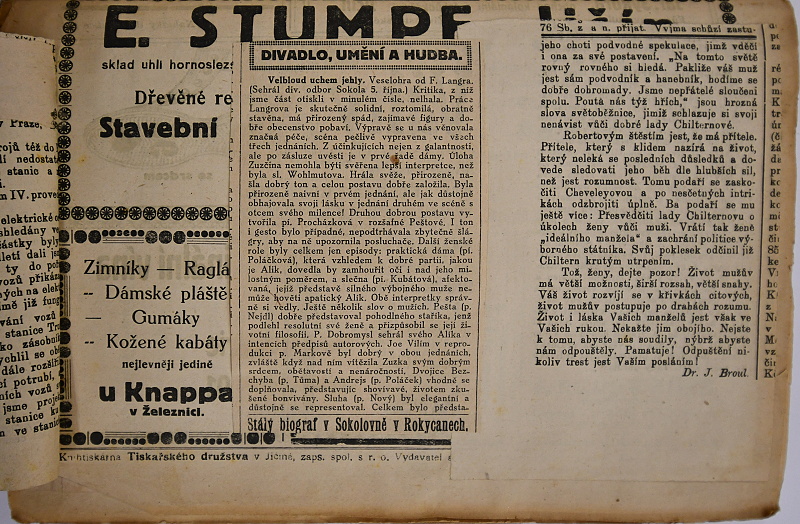 E. STUMPF
sklad uhlí hornoslez
Dřevěné re
Stavební
Zimníky — Raglá
-- Dámské pláště
— Gumáky
-- Kožené kabáty
nejlevněji jedině
u Knappa
v Železnici.
Knihtiskárna Tiskařského družstva v Jičíně, zaps. spol. s r. o. Vydavatel
DIVADLO, UMĚNÍ A HUDBA.
Velbloud uchem jehly. Veselohra od F. Langra.
(Sehrál div. odbor Sokola 5. října.) Kritika, z níž
jsme část otiskli v minulém čísle, nelhala. Práce
Langrova je skutečně solidní, roztomilá, obratně
stavěna, má přirozený spád, zajímavé figury a do-
bře obecenstvo pobaví. Výpravě se u nás věnovala
značná péče, scéna pečlivě vypravena ve všech
třech jednáních. Z účinkujících nejen z galantnosti,
ale po zásluze uvésti je v prvé řadě dámy. Úloha
Zuzčina nemohla býti svěřena lepší interpretce, než
byla sl. Wohlmutova. Hrála svěže, přirozeně, na-
šla dobrý ton a celou postavu dobře založila. Byla
přirozeně naivní v prvém jednání, ale jak důstojně
obhajovala svoji lásku v jednání druhém ve scéně s
otcem svého milence! Druhou dobrou postavu vy-
tvořila pí. Procházková v rozšafné Peštové. I ton
i gesto bylo případné, nepodtrhávala zbytečně šlá-
gry, aby na ně upozornila posluchače. Další ženské
role byly celkem jen episody: praktická dáma (pí.
Poláčková), která vzhledem k dobré partii, jakou
je Alik, dovedla by zamhouřit oči i nad jeho mi-
lostným poměrem, a slečna (pí. Kubátová), afekto-
vaná, jejíž představě silného výbojného muže ne-
může hověti apatický Alik. Obě interpretky správ-
ně si vedly. Ještě několik slov o mužích. Pešta (p.
Nejdl) dobře představoval pohodlného staříka, jenž
podlehl resolutní své ženě a přizpůsobil se její ži-
votní filosofii. P. Dobromysl sehrál svého Alika v
intencích předpisů autorových. Joe Vilím v repro-
dukci p. Markově byl dobrý v obou jednáních,
zvláště když nad ním vítězila Zuzka svým dobrým
srdcem, obětavostí a nenáročností. Dvojice Bez-
chyba (p. Tůma) a Andrejs (p. Poláček) vhodně se
doplňovala, představujíc shovívavé, životem zku-
šené bonvivány. Sluha (p. Nový) byl elegantní a
důstojně se representoval. Celkem bylo předsta-
Stálý biograf v Sokolovně v Rokycanech.
76 Sb. z. a n. přijat. Vyjma schůzí zastu-
jeho choti podvodné spekulace, jimž vděčí
i ona za své postavení. „Na tomto světě
rovný rovného si hledá. Pakliže váš muž
jest sám podvodník a hanebník, hodíme se
dobře dohromady. Jsme nepřátelé sloučení
spolu. Poutá nás týž hřích,“ jsou hrozná
slova světoběžnice, jimiž schlazuje si svoji
nenávist vůči dobré lady Chilternové.
Robertovým štěstím jest, že má přítele.
Přítele, který s klidem nazírá na život,
který neleká se posledních důsledků a do-
vede sledovati jeho běh dle hlubších sil,
než jest rozumnost. Tomu podaří se zasko-
čiti Cheveleyovou a po nesčetných intri-
kách odzbrojiti úplně. Ba podaří se mu
ještě více: Přesvědčiti lady Chilternovu o
úkolech ženy vůči muži. Vrátí tak ženě
„ideálního manžela“ a zachrání politice vý-
borného státníka. Svůj poklesek odčinil již
Chiltern krutým utrpením.
Tož, ženy, dejte pozor! Život mužův
má větší možnosti, širší rozsah, větší snahy.
Váš život rozvíjí se v křivkách citových,
život mužův postupuje po drahách rozumu.
Život i láska Vašich manželů jest však ve
Vašich rukou. Nekažte jim obojího. Nejste
k tomu, abyste nás soudily, nýbrž abyste
nám odpouštěly. Pamatuje! Odpuštění ni-
koliv trest jest Vaším posláním!
Dr. J. Broul.